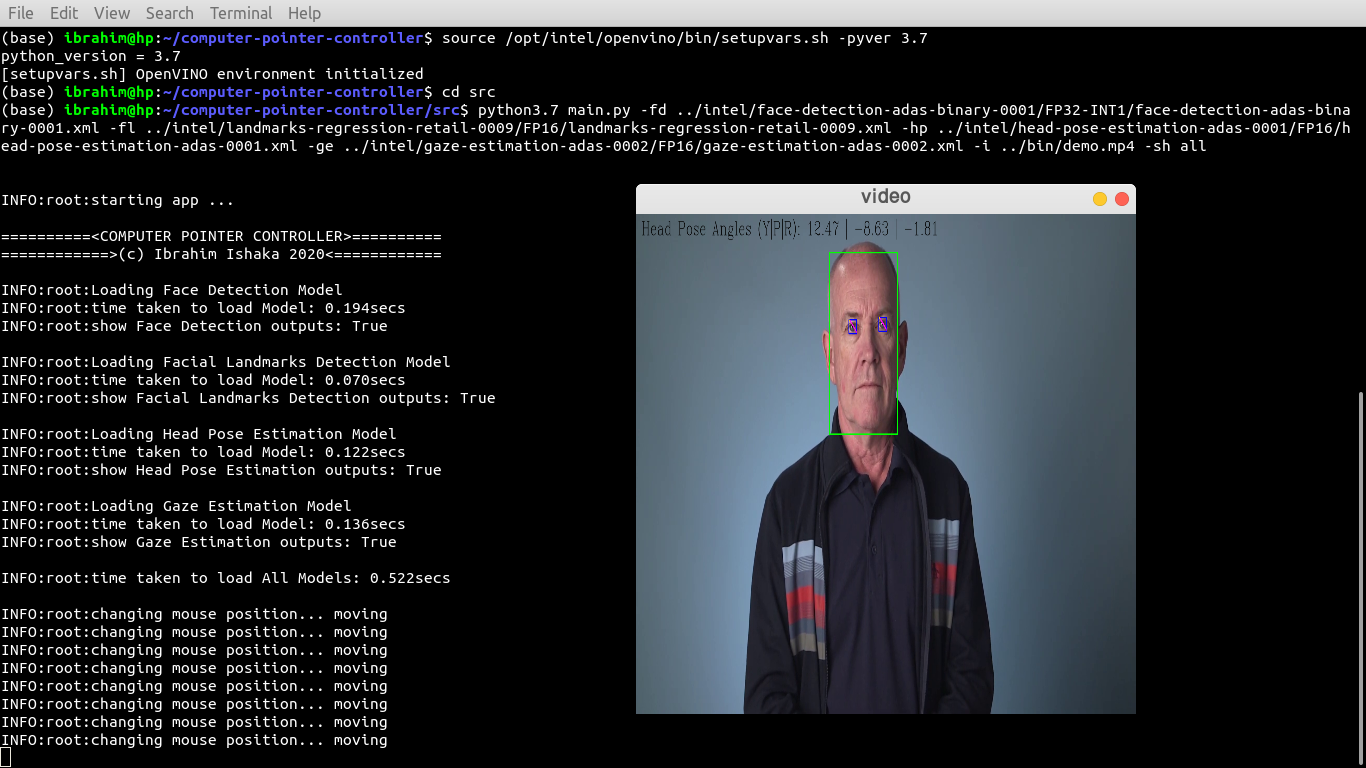 File Edit View Search Terminal Help
(base) ibrahim@hp:~/computer-pointer-controller$ source /opt/intel/openvino/bin/setupvars.sh -pyver 3.7
python_version = 3.7
[setupvars.sh] OpenVINO environment initialized
(base) ibrahim@hp:~/computer-pointer-controller$ cd src
(base) ibrahim@hp:~/computer-pointer-controller/src$ python3.7 main.py -fd ../intel/face-detection-adas-binary-0001/FP32-INT1/face-detection-adas-bina
ry-0001.xml -fl ../intel/landmarks-regression-retail-0009/FP16/landmarks-regression-retail-0009.xml -hp ../intel/head-pose-estimation-adas-0001/FP16/h
ead-pose-estimation-adas-0001.xml -ge ../intel/gaze-estimation-adas-0002/FP16/gaze-estimation-adas-0002.xml -i ../bin/demo.mp4 -sh all
INFO:root:starting app ...
==========<COMPUTER POINTER CONTROLLER>==========
============>(c) Ibrahim Ishaka 2020<============
INFO:root:Loading Face Detection Model
INFO:root:time taken to load Model: 0.194secs
INFO:root:show Face Detection outputs: True
INFO:root:Loading Facial Landmarks Detection Model
INFO:root:time taken to load Model: 0.070secs
INFO:root:show Facial Landmarks Detection outputs: True
INFO:root:Loading Head Pose Estimation Model
INFO:root:time taken to load Model: 0.122secs
INFO:root:show Head Pose Estimation outputs: True
INFO:root:Loading Gaze Estimation Model
INFO:root:time taken to load Model: 0.136secs
INFO:root:show Gaze Estimation outputs: True
INFO:root:time taken to load All Models: 0.522secs
INFO:root:changing mouse position... moving
INFO:root:changing mouse position... moving
INFO:root:changing mouse position... moving
INFO:root:changing mouse position... moving
INFO:root:changing mouse position... moving
INFO:root:changing mouse position... moving
INFO:root:changing mouse position... moving
INFO:root:changing mouse position... moving
video
Head Pose Angles (Y|P|R): 12.47 | -8.63 | -1.81